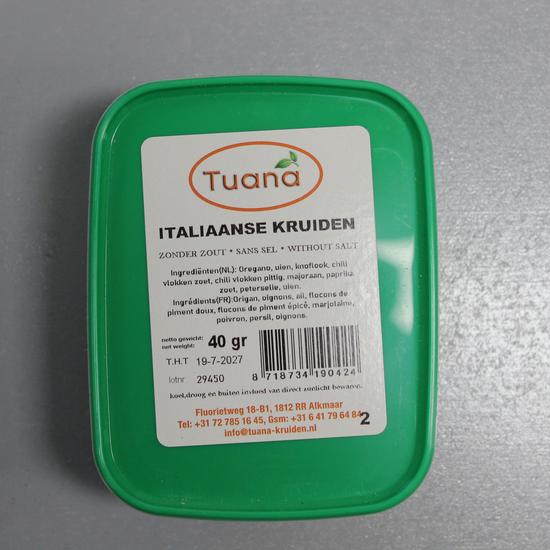 Tuana
ITALIAANSE KRUIDEN
ZONDER ZOUT • SANS SEL • WITHOUT SALT
Ingrediënten(NL): Oregano, uien, knoflook, chili
vlokken zoet, chili vlokken pittig, majoraan, paprika
zoet, peterselie, uien.
Ingrédients(FR):Origan, oignons, ail, flocons de
piment doux, flocons de piment épicé, marjolaine,
poivron, persil, oignons.
netto gewicht: 40 gr
net weight:
T.H.T 19-7-2027
lotnr. 29450
8 718734 190424
koel,droog en buiten invloed van direct zonlicht bewaren.
Fluorietweg 18-B1, 1812 RR Alkmaar
Tel: +31 72 785 16 45, Gsm: +31 6 41 79 64 84
2
info@tuana-kruiden.nl